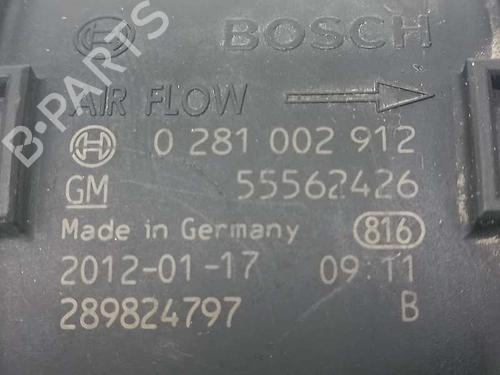 BOSCH
AIR FLOW
0 281 002 912
GM 55562426
Made in Germany 816
2012-01-17 09:11
289824797 B
B-PARTS
B-PARTS